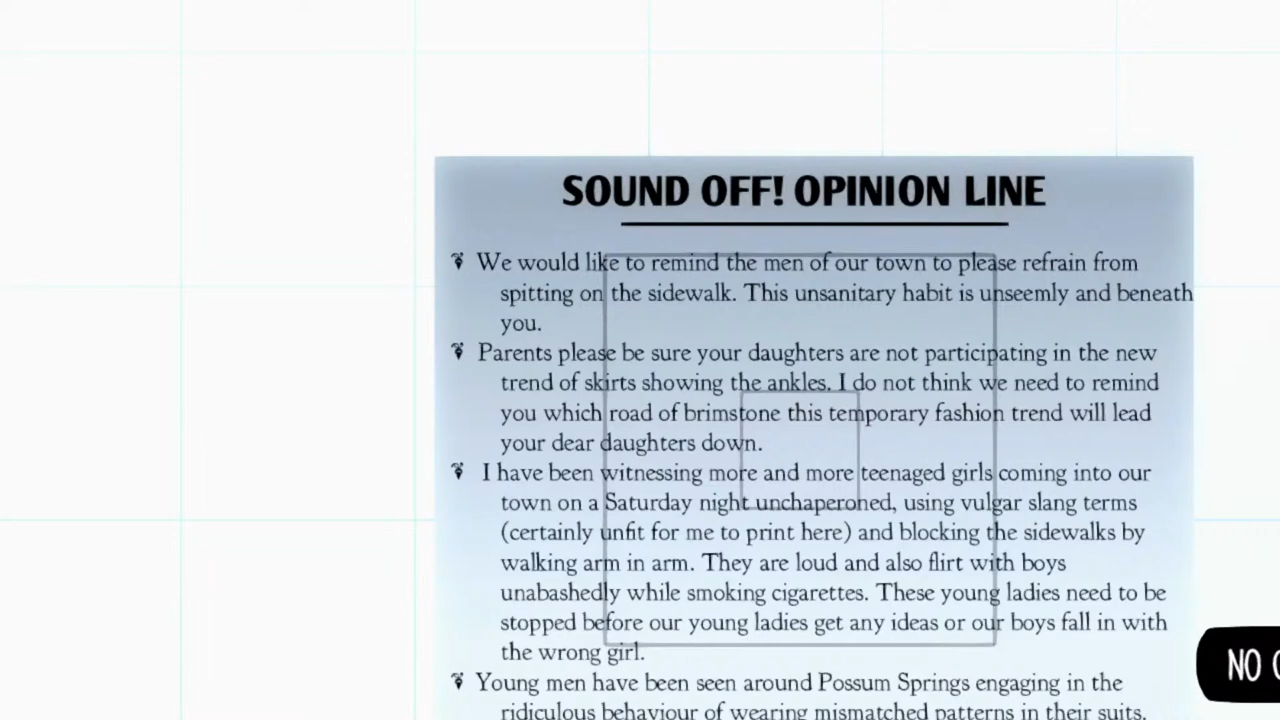 SOUND OFF! OPINION LINE
We would like to remind the men of our town to please refrain from
spitting on the sidewalk. This unsanitary habit is unseemly and beneath
you.
Parents please be sure your daughters are not participating in the new
trend of skirts showing the ankles. I do not think we need to remind
you which road of brimstone this temporary fashion trend will lead
your dear daughters down.
I have been witnessing more and more teenaged girls coming into our
town on a Saturday night unchaperoned, using vulgar slang terms
(certainly unfit for me to print here) and blocking the sidewalks by
walking arm in arm. They are loud and also flirt with boys
unabashedly while smoking cigarettes. These young ladies need to be
stopped before our young ladies get any ideas or our boys fall in with
the wrong girl.
Young men have been seen around Possum Springs engaging in the
ridiculous behaviour of wearing mismatched patterns in their suits.
NO